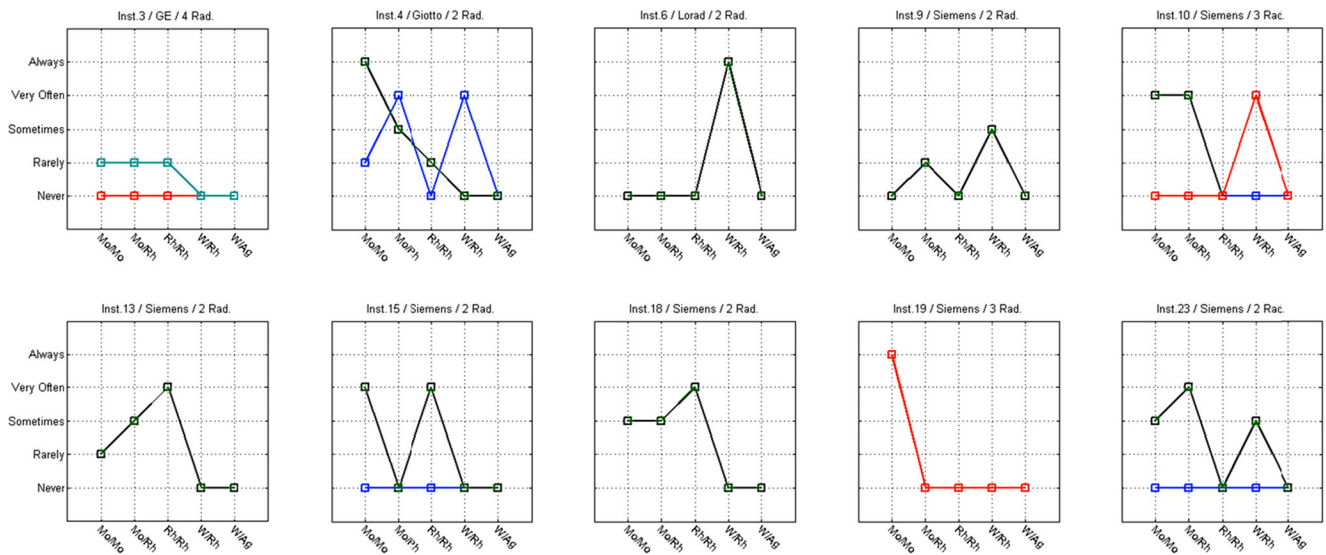 Inst.3 / GE / 4 Rad.
Inst.4 / Giotto / 2 Rad.
Inst.6 / Lorad / 2 Rad.
Inst.9 / Siemens / 2 Rad.
Inst.10 / Siemens / 3 Rad.
Always
Very Often
Sometimes
Rarely
Never
Mo/Mo
Mo/Rh
Rh/Rh
W/Rh
W/Ag
Mo/Mo
Mo/Ph
Rh/Rh
W/Rh
W/Ag
Mo/Mo
Mo/Rh
Rh/Rh
W/Rh
W/Ag
Mo/Mo
Mo/Rh
Rh/Rh
W/Rh
W/Ag
Mo/Mo
Mo/Rh
Rh/Rh
W/Rh
W/Ag
Inst.13 / Siemens / 2 Rad.
Inst.15 / Siemens / 2 Rad.
Inst.18 / Siemens / 2 Rad.
Inst.19 / Siemens / 3 Rad.
Inst.23 / Siemens / 2 Rad.
Always
Very Often
Sometimes
Rarely
Never
Mo/Mo
Mo/Rh
Rh/Rh
W/Rh
W/Ag
Mo/Mo
Mo/Ph
Rh/Rh
W/Rh
W/Ag
Mo/Mo
Mo/Rh
Rh/Rh
W/Rh
W/Ag
Mo/Mo
Mo/Rh
Rh/Rh
W/Rh
W/Ag
Mo/Mo
Mo/Rh
Rh/Rh
W/Rh
W/Ag